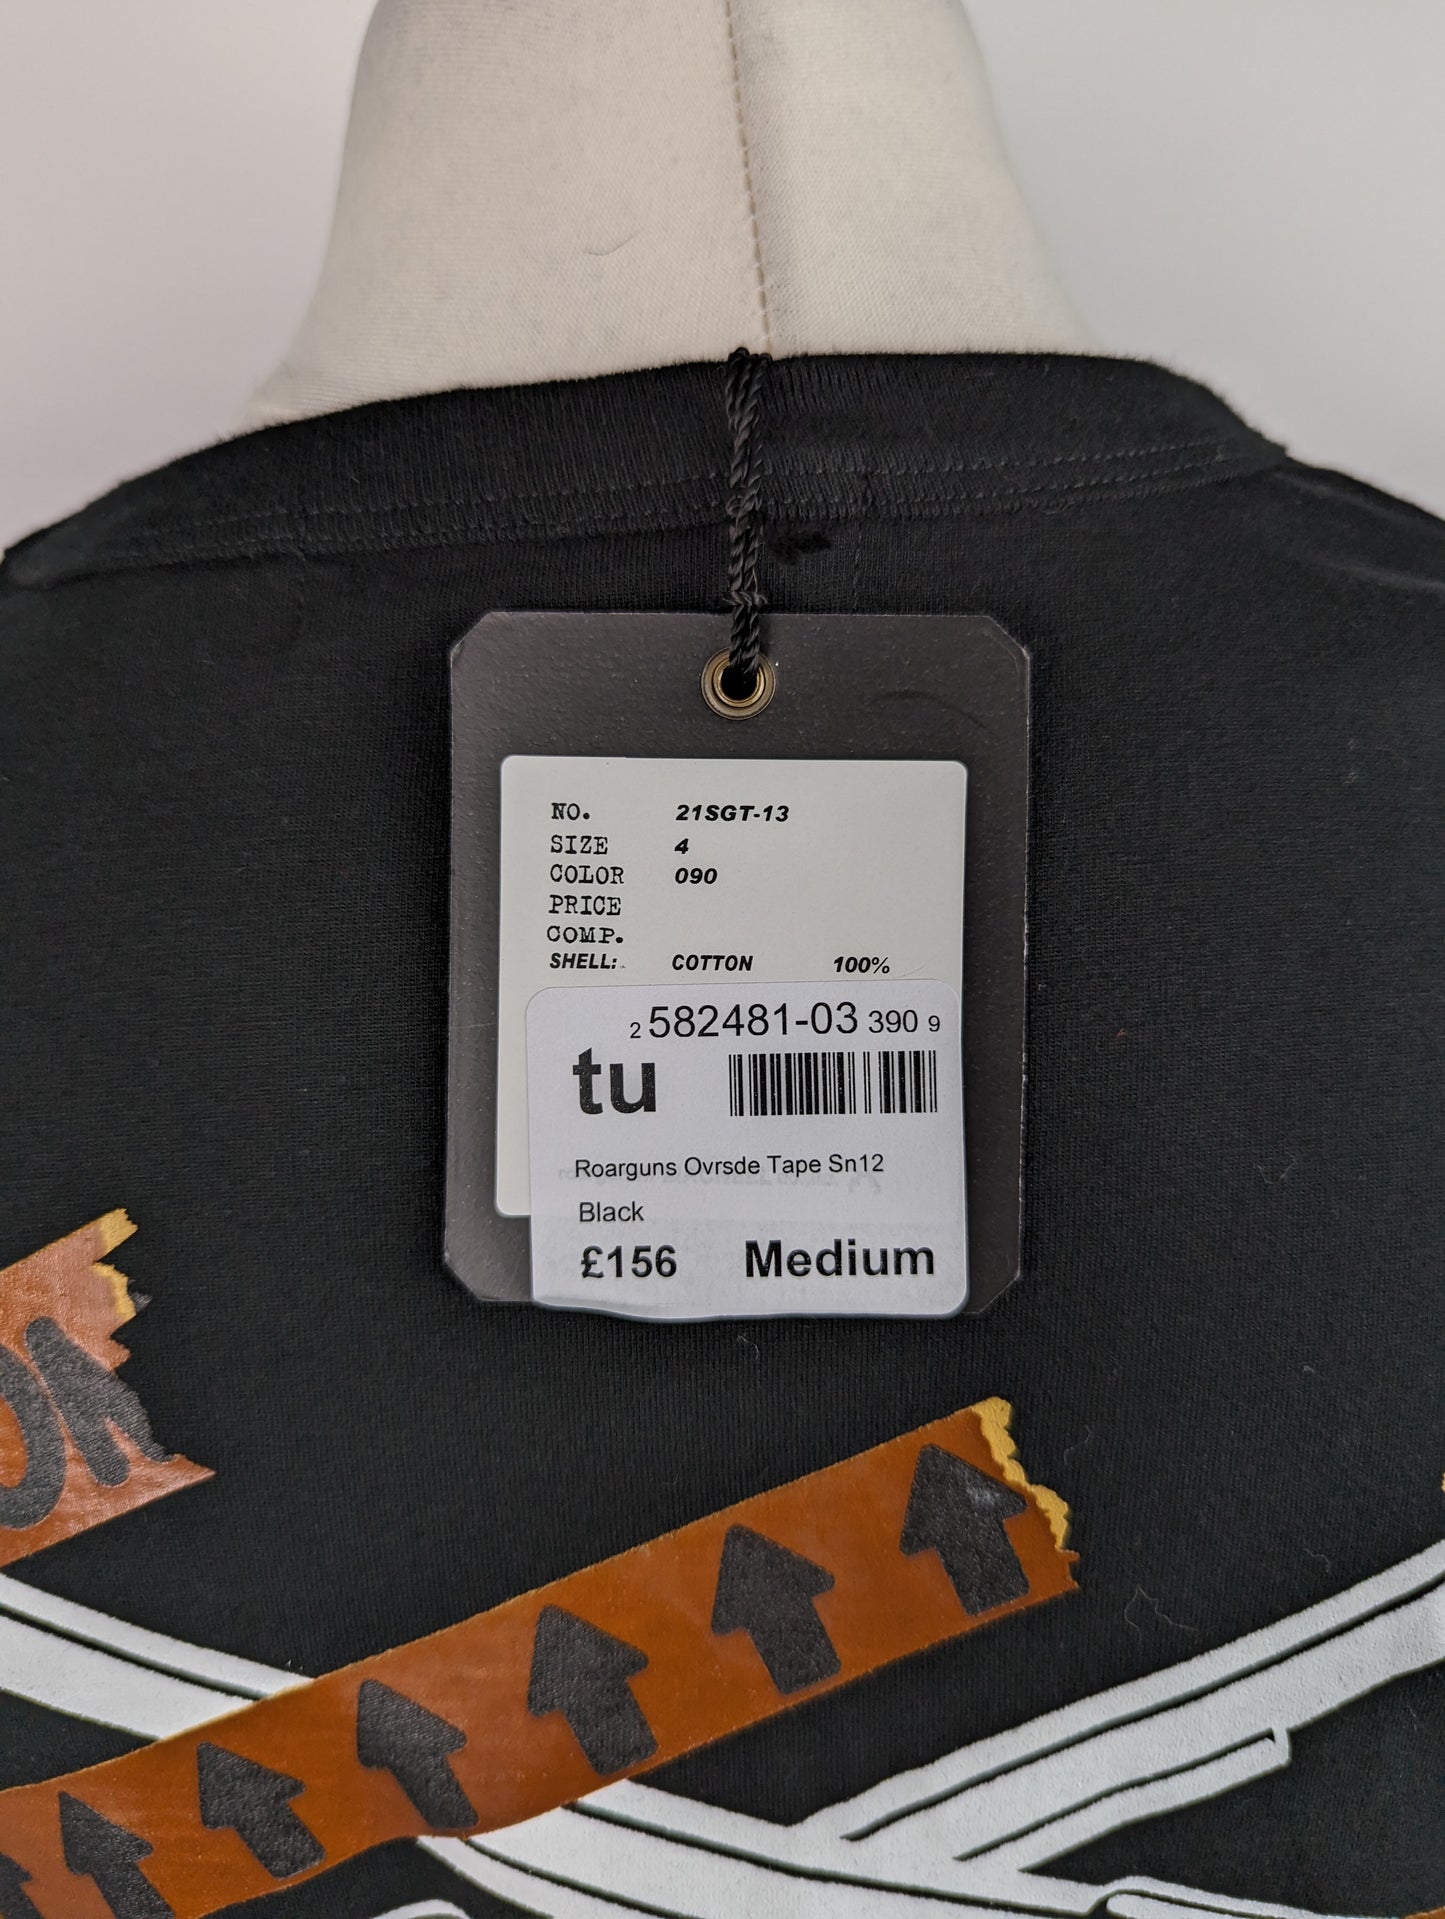 NO. 21SGT-13
SIZE 4
COLOR 090
PRICE
COMP.
SHELL: COTTON 100%
2 582481-03 390 9
tu
Roarguns Ovrsde Tape Sn12
Black
£156 Medium